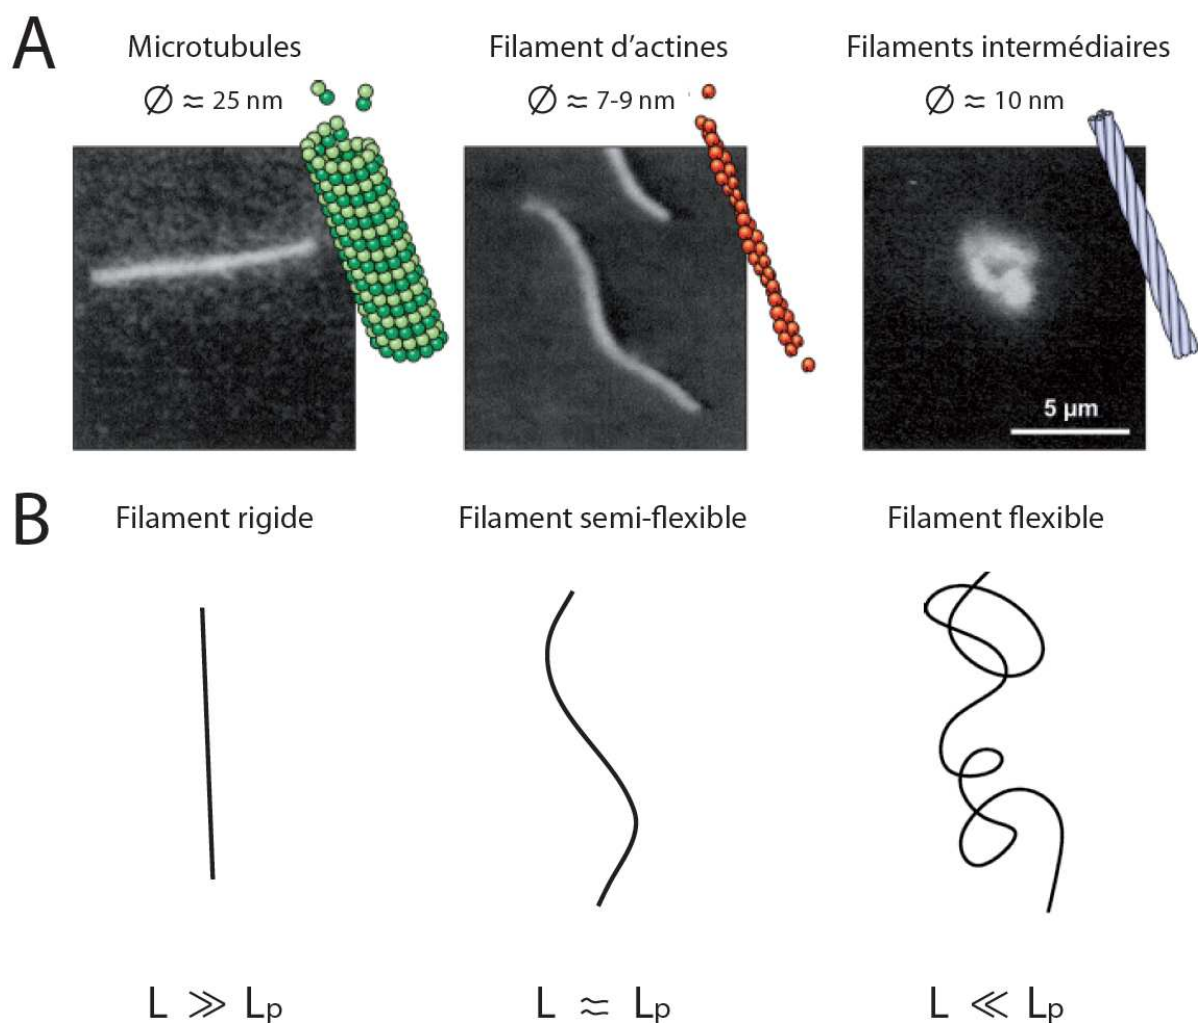 A
Microtubules
Ø ≈ 25 nm
Filament d’actines
Ø ≈ 7-9 nm
Filaments intermédiaires
Ø ≈ 10 nm
5 µm
B
Filament rigide
Filament semi-flexible
Filament flexible
L ≫ Lp
L ≈ Lp
L ≪ Lp